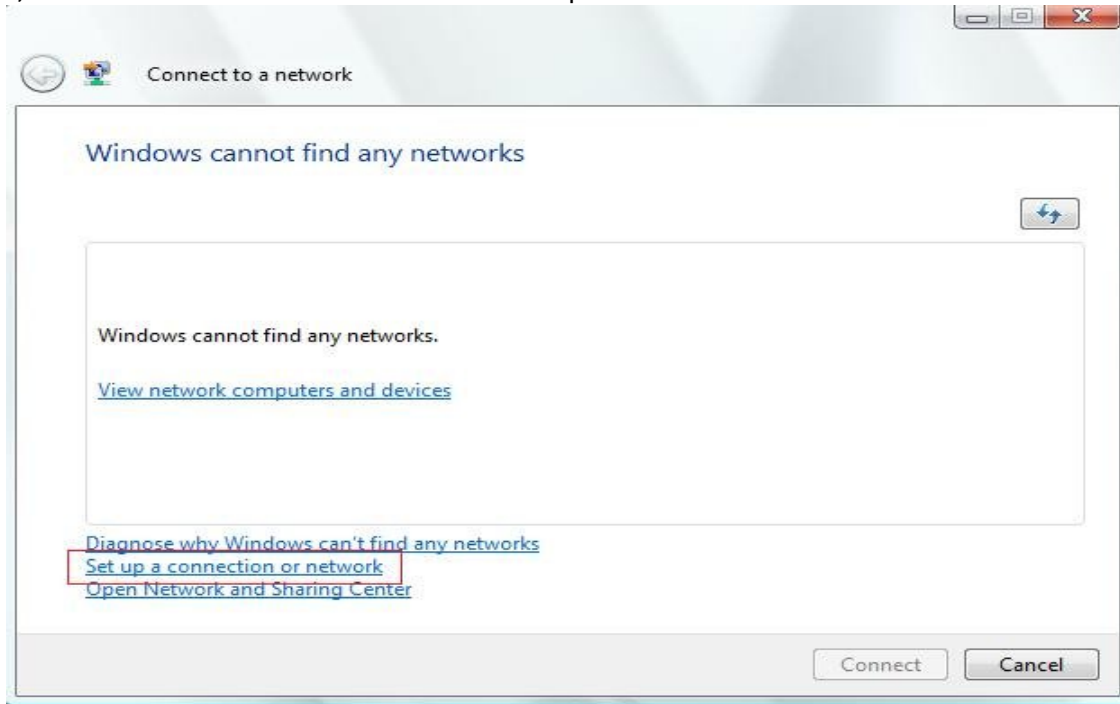 Connect to a network
Windows cannot find any networks
Windows cannot find any networks.
View network computers and devices
Diagnose why Windows can't find any networks
Set up a connection or network
Open Network and Sharing Center
Connect
Cancel